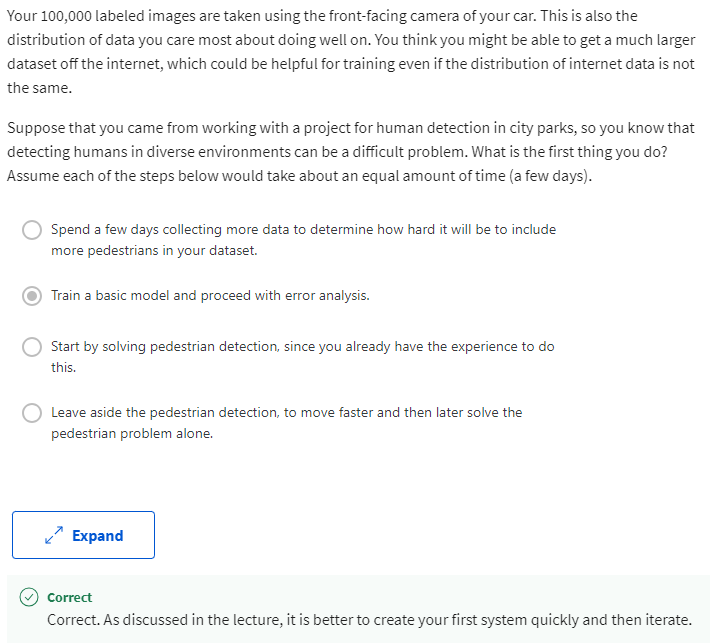 Your 100,000 labeled images are taken using the front-facing camera of your car. This is also the
distribution of data you care most about doing well on. You think you might be able to get a much larger
dataset off the internet, which could be helpful for training even if the distribution of internet data is not
the same.
Suppose that you came from working with a project for human detection in city parks, so you know that
detecting humans in diverse environments can be a difficult problem. What is the first thing you do?
Assume each of the steps below would take about an equal amount of time (a few days).
Spend a few days collecting more data to determine how hard it will be to include
more pedestrians in your dataset.
Train a basic model and proceed with error analysis.
Start by solving pedestrian detection, since you already have the experience to do
this.
Leave aside the pedestrian detection, to move faster and then later solve the
pedestrian problem alone.
Expand
Correct
Correct. As discussed in the lecture, it is better to create your first system quickly and then iterate.